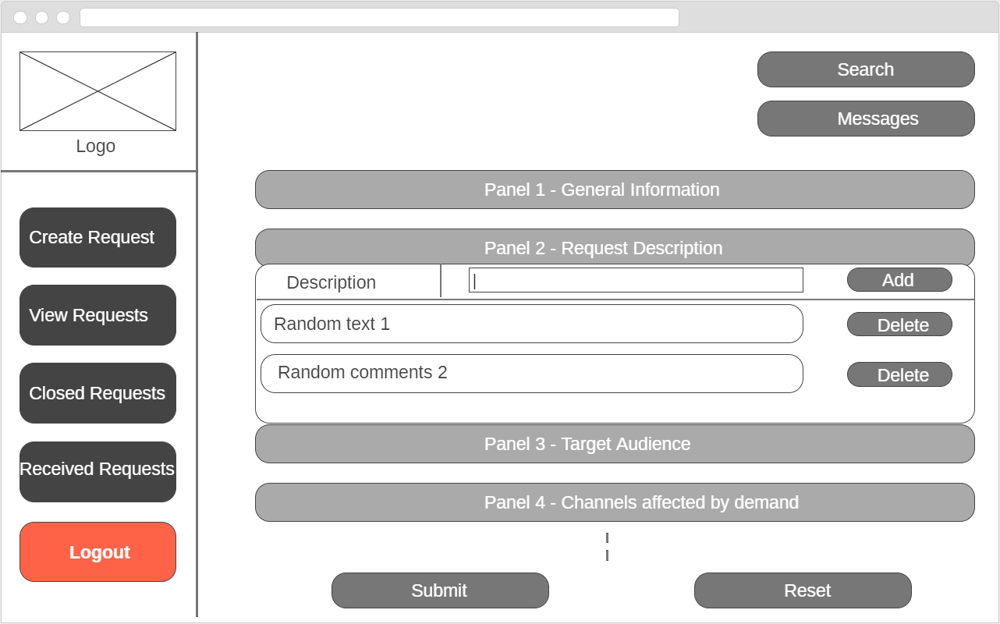 Logo
Search
Messages
Create Request
View Requests
Closed Requests
Received Requests
Logout
Panel 1 - General Information
Panel 2 - Request Description
Description
Add
Random text 1
Delete
Random comments 2
Delete
Panel 3 - Target Audience
Panel 4 - Channels affected by demand
Submit
Reset